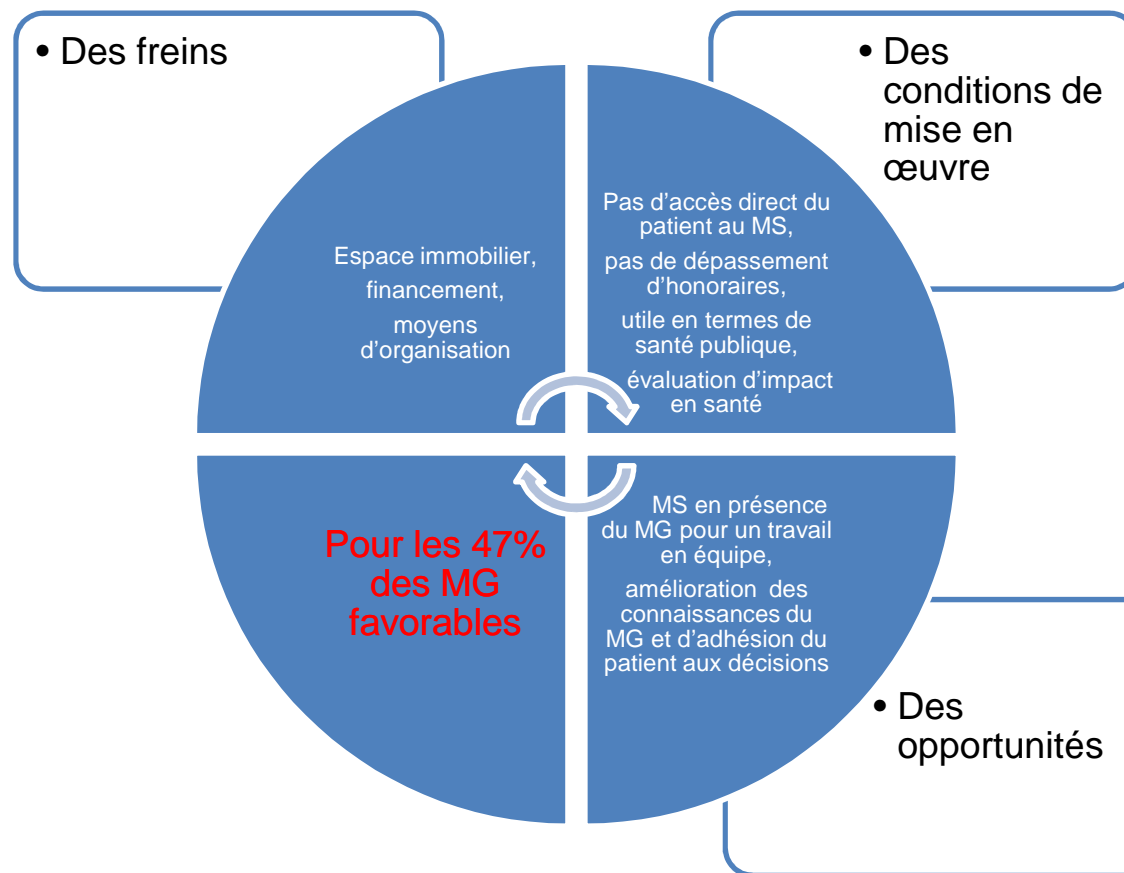 • Des freins
• Des
conditions de
mise en
œuvre
Espace immobilier,
financement,
moyens
d’organisation
Pas d’accès direct du
patient au MS,
pas de dépassement
d’honoraires,
utile en termes de
santé publique,
évaluation d’impact
en santé
Pour les 47%
des MG
favorables
MS en présence
du MG pour un travail
en équipe,
amélioration des
connaissances du
MG et d’adhésion du
patient aux décisions
• Des
opportunités